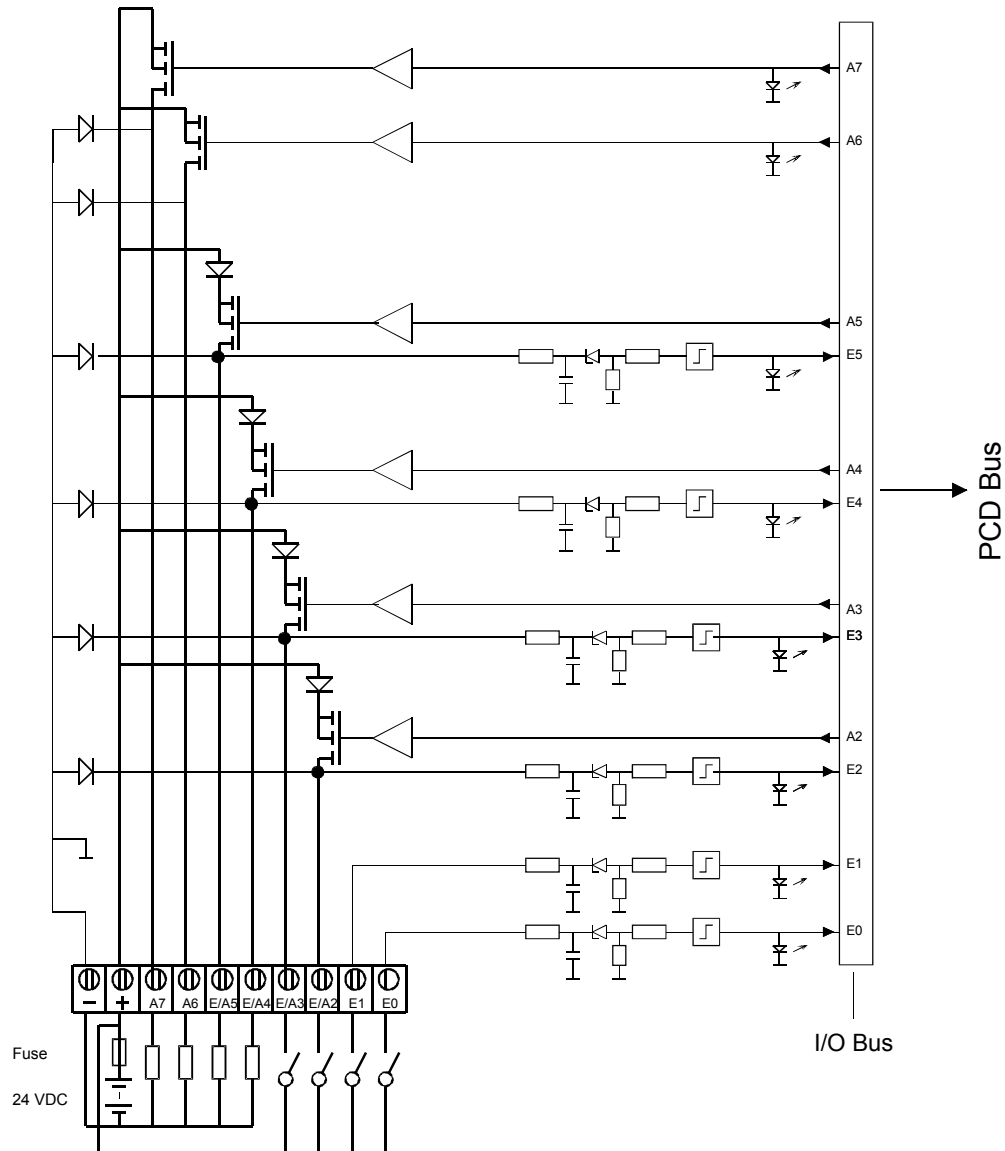 A7
A6
A5
E5
A4
E4
PCD Bus
A3
E3
A2
E2
E1
E0
- + A7 A6 E/A5 E/A4 E/A3 E/A2 E1 E0
I/O Bus
Fuse
24 VDC